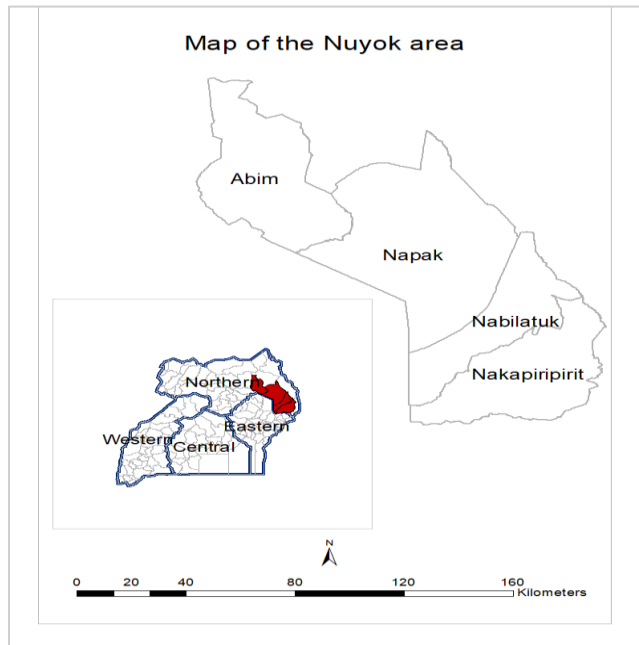 Map of the Nuyok area
Abim
Napak
Nabilatuk
Nakapiripirit
Northern
Eastern
Western
Central
N
0 20 40 80 120 160
Kilometers